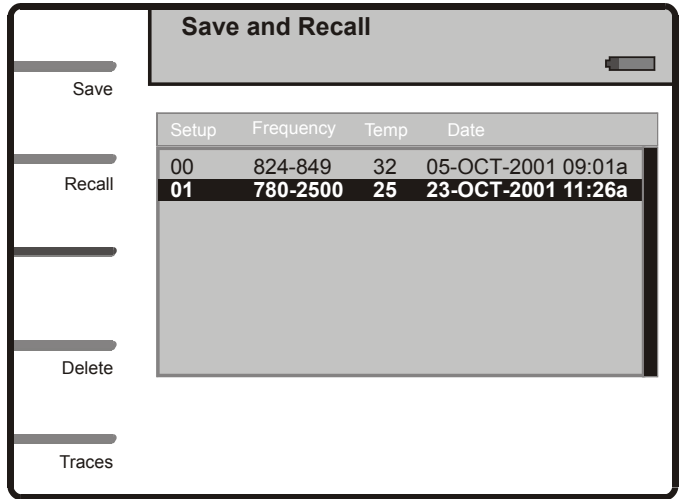 Save and Recall
Save
Recall
Delete
Traces
Setup Frequency Temp Date
00 824-849 32 05-OCT-2001 09:01a
01 780-2500 25 23-OCT-2001 11:26a